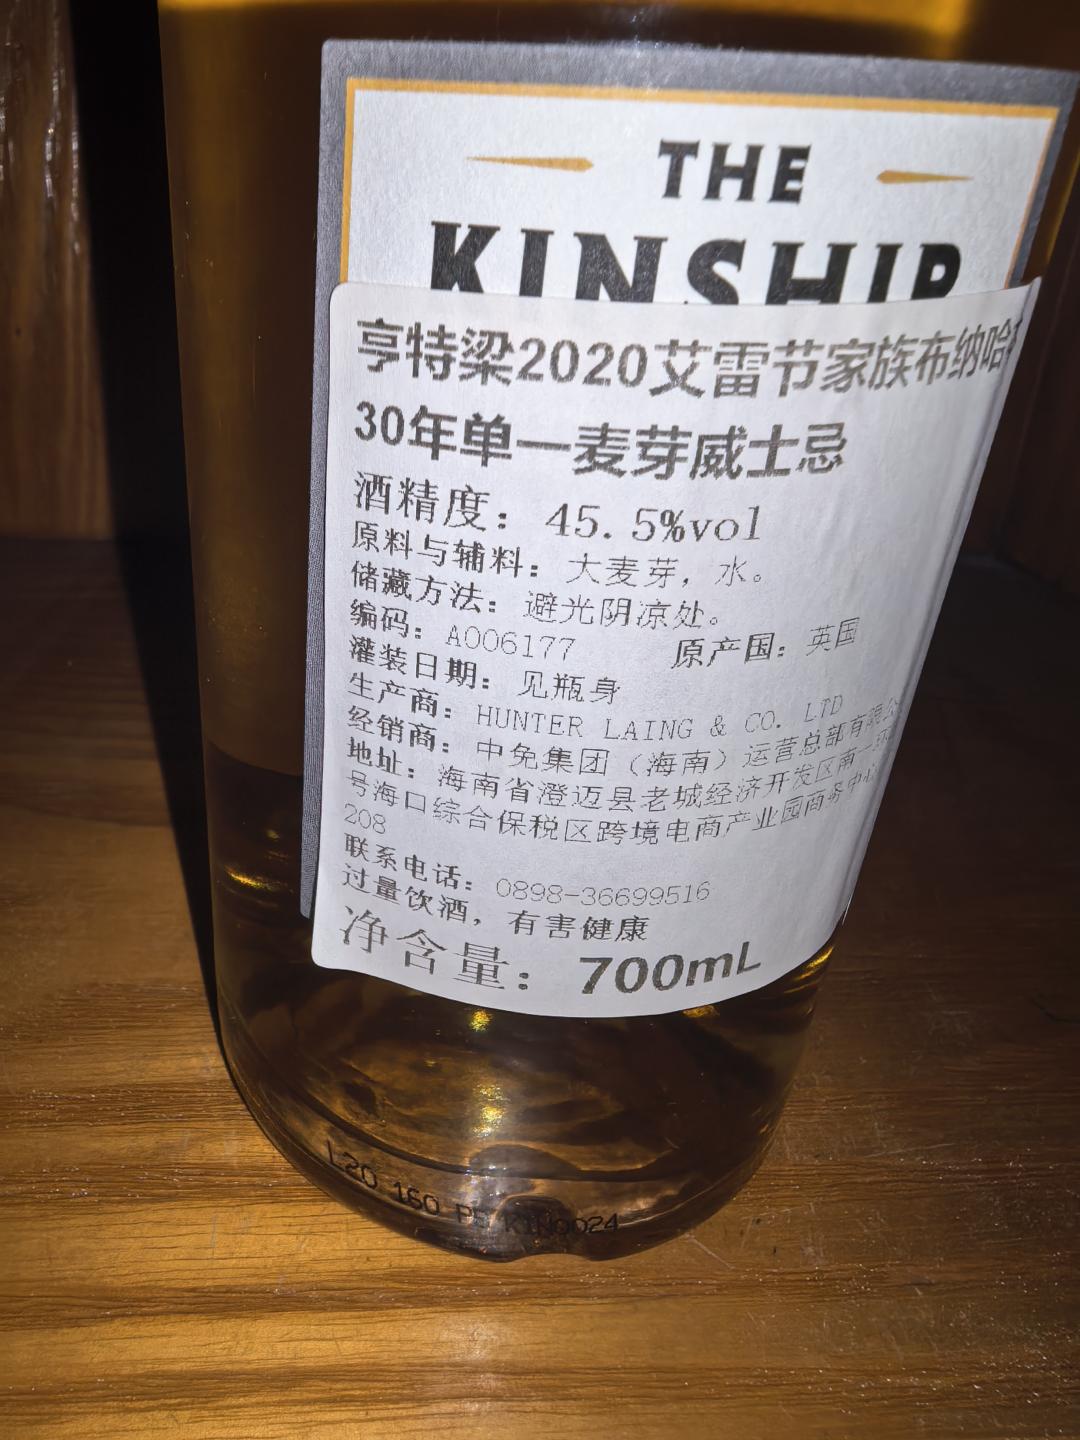 THE
KINSHIP
亨特梁2020艾雷节家族布纳哈
30年单一麦芽威士忌
酒精度：45.5%vol
原料与辅料：大麦芽，水。
储藏方法：避光阴凉处。
编码：A006177 原产国：英国
灌装日期：见瓶身
生产商：HUNTER LAING & CO. LTD
经销商：中免集团（海南）运营总部有限公
地址：海南省澄迈县老城经济开发区南一环
号海口综合保税区跨境电商产业园商务中心
208
联系电话：0898-36699516
过量饮酒，有害健康
净含量：700mL
L20 160 PS KIN0024